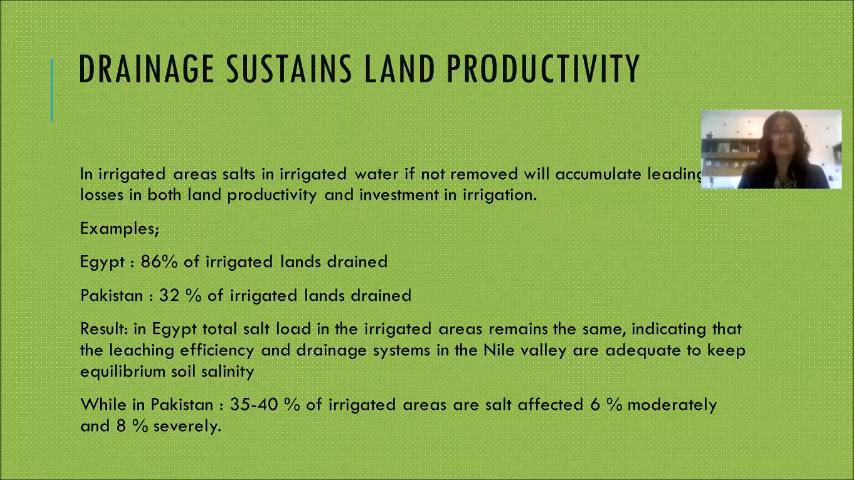 DRAINAGE SUSTAINS LAND PRODUCTIVITY
In irrigated areas salts in irrigated water if not removed will accumulate leading
losses in both land productivity and investment in irrigation.
Examples;
Egypt : 86% of irrigated lands drained
Pakistan : 32 % of irrigated lands drained
Result: in Egypt total salt load in the irrigated areas remains the same, indicating that
the leaching efficiency and drainage systems in the Nile valley are adequate to keep
equilibrium soil salinity
While in Pakistan : 35-40 % of irrigated areas are salt affected 6 % moderately
and 8 % severely.